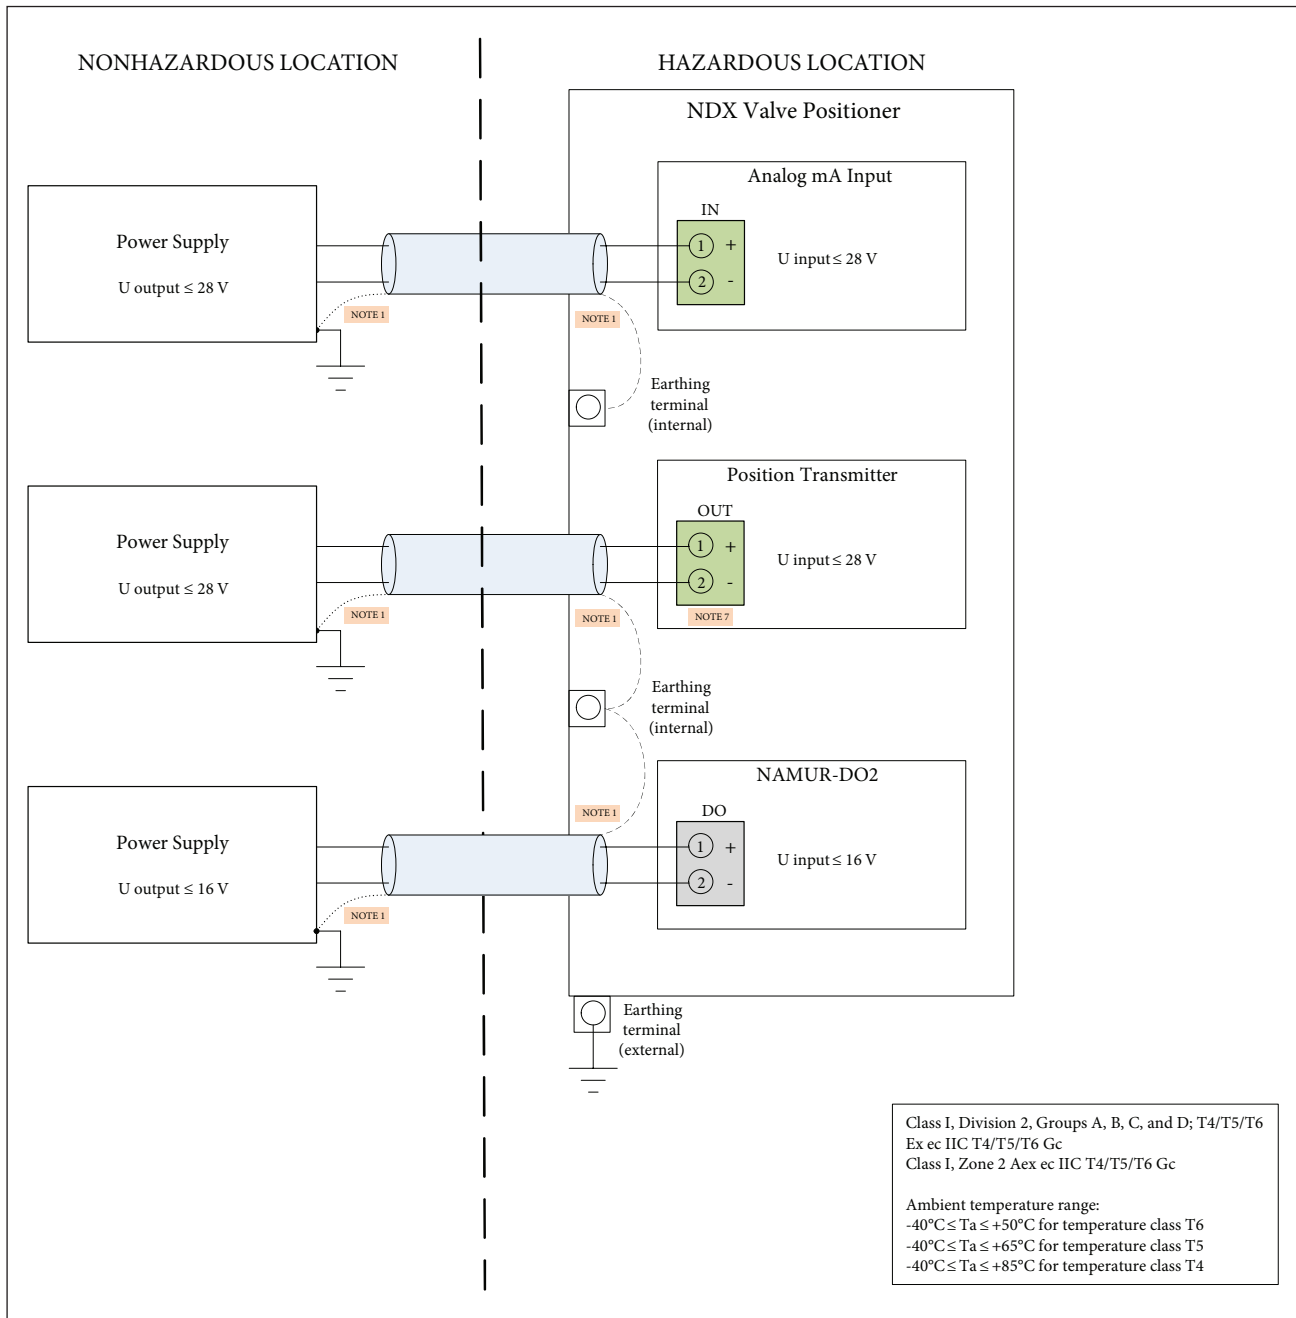 NONHAZARDOUS LOCATION
HAZARDOUS LOCATION
NDX Valve Positioner
Analog mA Input
IN
Power Supply
1 +
U input ≤ 28 V
U output ≤ 28 V
2 -
NOTE 1
NOTE 1
Earthing
terminal
(internal)
Position Transmitter
OUT
Power Supply
1 +
U input ≤ 28 V
U output ≤ 28 V
2 -
NOTE 1
NOTE 1
NOTE 7
Earthing
terminal
(internal)
NAMUR-DO2
NOTE 1
DO
Power Supply
1 +
U input ≤ 16 V
U output ≤ 16 V
2 -
NOTE 1
Earthing
terminal
(external)
Class I, Division 2, Groups A, B, C, and D; T4/T5/T6
Ex ec IIC T4/T5/T6 Gc
Class I, Zone 2 Aex ec IIC T4/T5/T6 Gc
Ambient temperature range:
-40°C ≤ Ta ≤ +50°C for temperature class T6
-40°C ≤ Ta ≤ +65°C for temperature class T5
-40°C ≤ Ta ≤ +85°C for temperature class T4